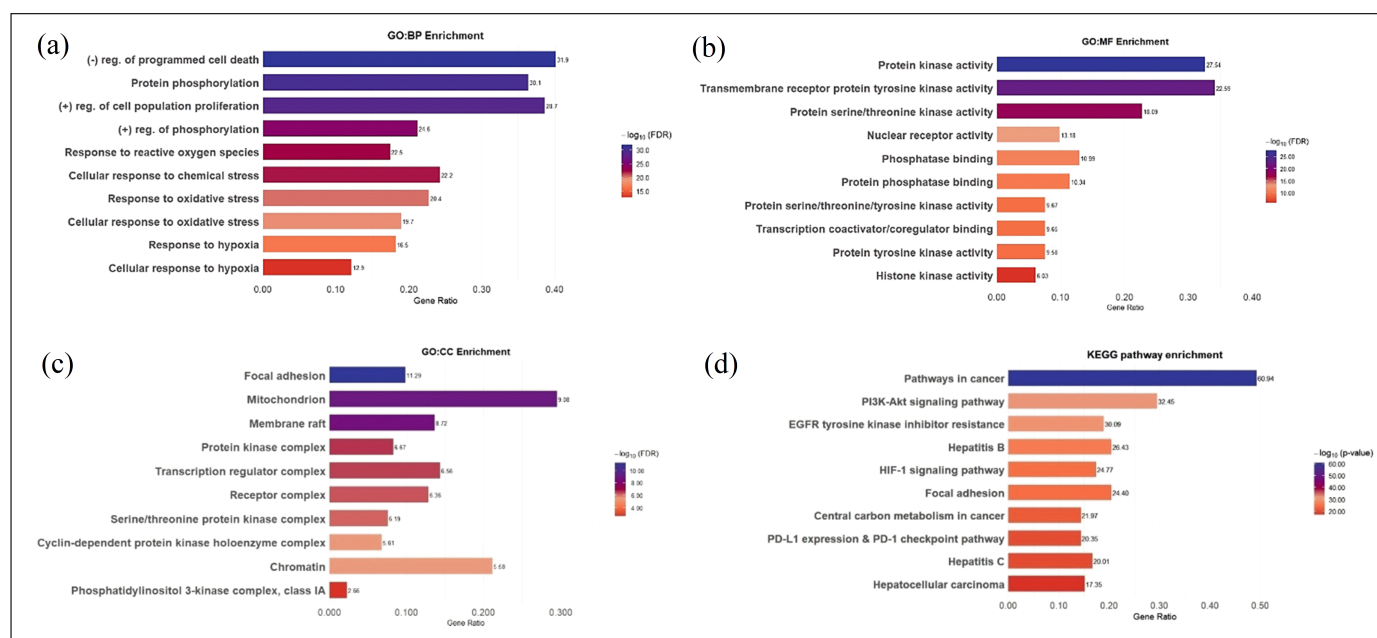 (a)
GO:BP Enrichment
(-) reg. of programmed cell death 31.9
Protein phosphorylation
(+) reg. of cell population proliferation
(+) reg. of phosphorylation 24.6
Response to reactive oxygen species 22.5
Cellular response to chemical stress 22.2
Response to oxidative stress 20.4
Cellular response to oxidative stress 19.7
Response to hypoxia 16.5
Cellular response to hypoxia 12.9
0.00 0.10 0.20 0.30 0.40
Gene Ratio
−log10 (FDR)
30.0
25.0
20.0
15.0
(b)
GO:MF Enrichment
Protein kinase activity 27.54
Transmembrane receptor protein tyrosine kinase activity
Protein serine/threonine kinase activity
Nuclear receptor activity 13.18
Phosphatase binding 10.99
Protein phosphatase binding 10.34
Protein serine/threonine/tyrosine kinase activity 9.67
Transcription coactivator/coregulator binding 9.65
Protein tyrosine kinase activity
Histone kinase activity 6.03
0.00 0.10 0.20 0.30 0.40
Gene Ratio
−log10 (FDR)
25.00
20.00
15.00
10.00
(c)
GO:CC Enrichment
Focal adhesion 11.29
Mitochondrion 9.08
Membrane raft 8.72
Protein kinase complex 6.67
Transcription regulator complex 6.56
Receptor complex 6.36
Serine/threonine protein kinase complex 6.19
Cyclin-dependent protein kinase holoenzyme complex 5.61
Chromatin
Phosphatidylinositol 3-kinase complex, class IA 2.66
0.000 0.100 0.200 0.300
Gene Ratio
−log10 (FDR)
10.00
8.00
6.00
4.00
(d)
KEGG pathway enrichment
Pathways in cancer 60.94
PI3K-Akt signaling pathway 32.45
EGFR tyrosine kinase inhibitor resistance 30.09
Hepatitis B 26.43
HIF-1 signaling pathway 24.77
Focal adhesion 24.40
Central carbon metabolism in cancer 21.97
PD-L1 expression & PD-1 checkpoint pathway 20.35
Hepatitis C 20.01
Hepatocellular carcinoma 17.35
0.00 0.10 0.20 0.30 0.40 0.50
Gene Ratio
−log10 (p-value)
60.00
50.00
40.00
30.00
20.00